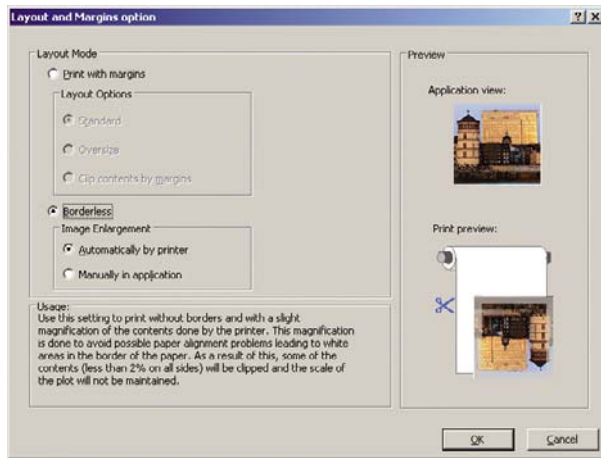 Layout and Margins option
Layout Mode
Print with margins
Layout Options
Standard
Oversize
Clip contents by margins
Borderless
Image Enlargement
Automatically by printer
Manually in application
Usage:
Use this setting to print without borders and with a slight
magnification of the contents done by the printer. This magnification
is done to avoid possible paper alignment problems leading to white
areas in the border of the paper. As a result of this, some of the
contents (less than 2% on all sides) will be clipped and the scale of
the plot will not be maintained.
Preview
Application view:
Print preview:
OK
Cancel